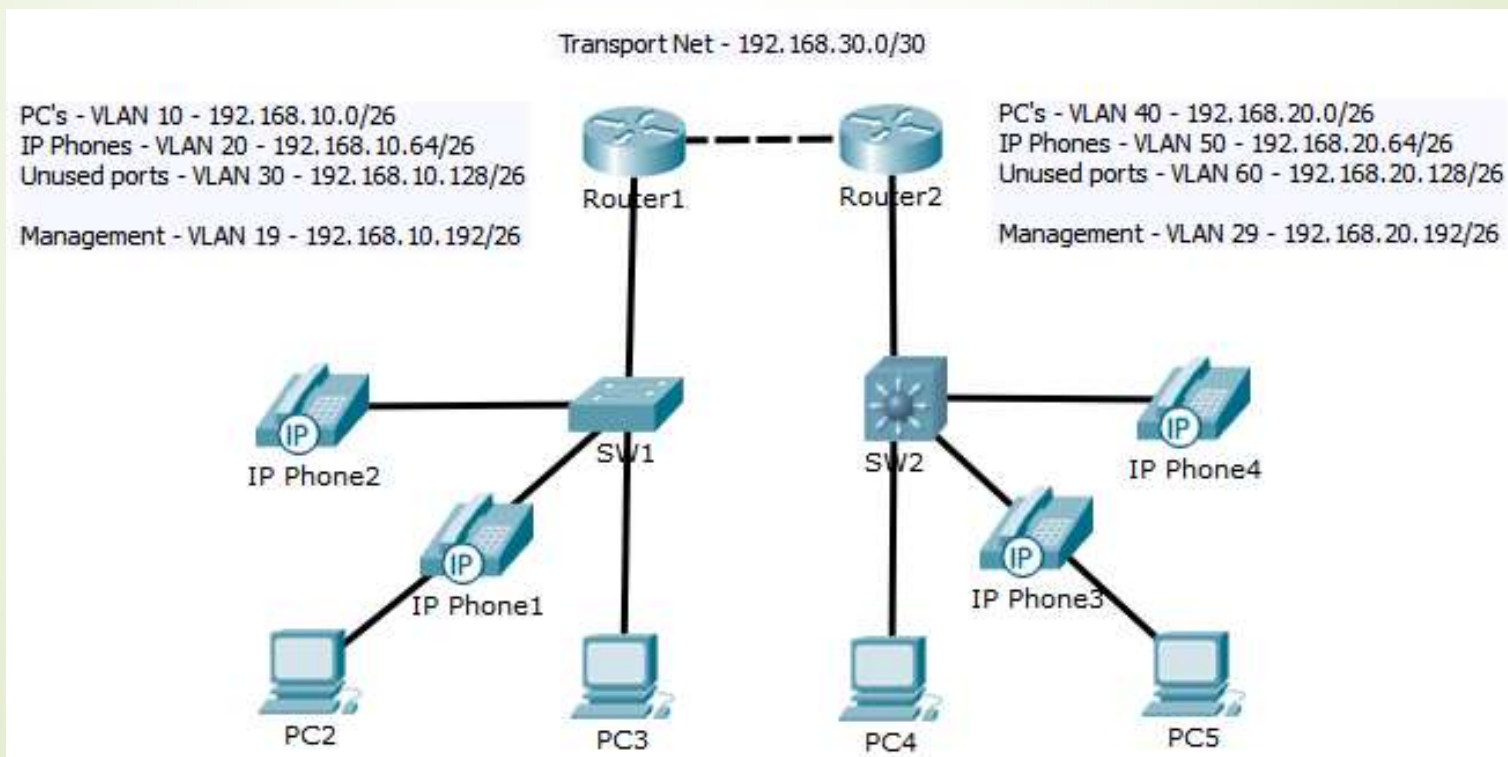 Transport Net - 192.168.30.0/30
PC's - VLAN 10 - 192.168.10.0/26
IP Phones - VLAN 20 - 192.168.10.64/26
Unused ports - VLAN 30 - 192.168.10.128/26
Management - VLAN 19 - 192.168.10.192/26
PC's - VLAN 40 - 192.168.20.0/26
IP Phones - VLAN 50 - 192.168.20.64/26
Unused ports - VLAN 60 - 192.168.20.128/26
Management - VLAN 29 - 192.168.20.192/26
Router1
Router2
IP
IP Phone2
SW1
SW2
IP
IP Phone4
IP
IP Phone1
IP
IP Phone3
PC2
PC3
PC4
PC5